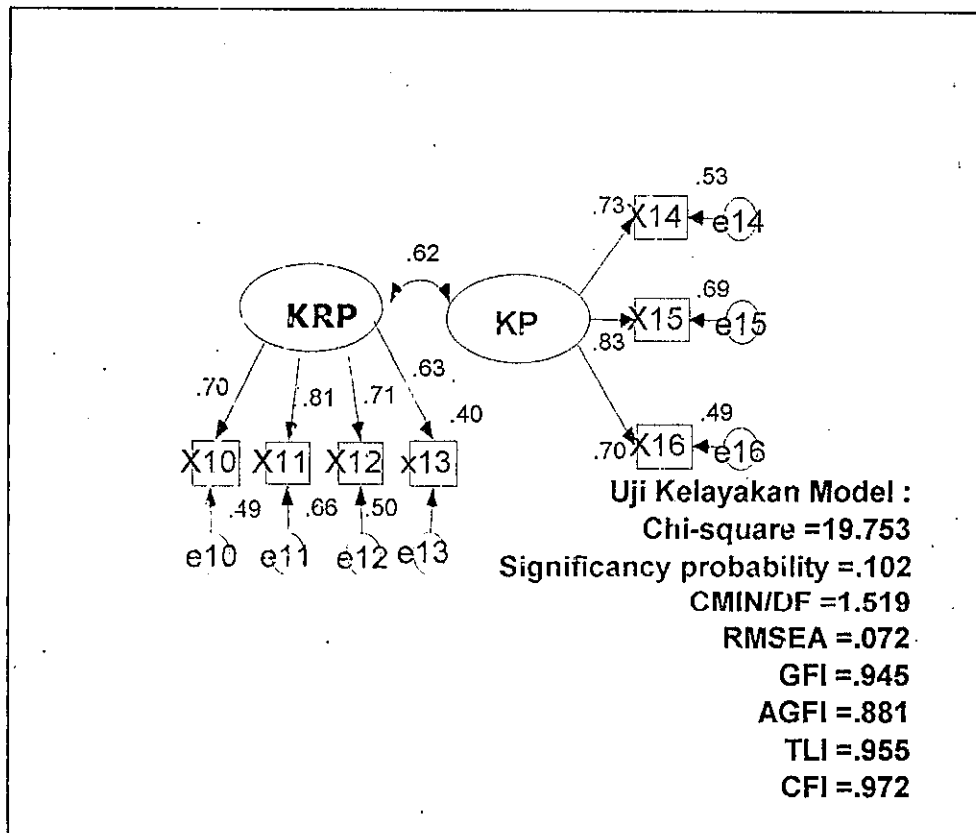 .53
.73 X14 e14
.62
.69
KRP KP X15 e15
.83
.63
.70 .81 .71 .40 .49
X10 X11 X12 x13 .70 X16 e16
.49 .66 .50
e10 e11 e12 e13
Uji Kelayakan Model :
Chi-square =19.753
Significancy probability =.102
CMIN/DF =1.519
RMSEA =.072
GFI =.945
AGFI =.881
TLI =.955
CFI =.972